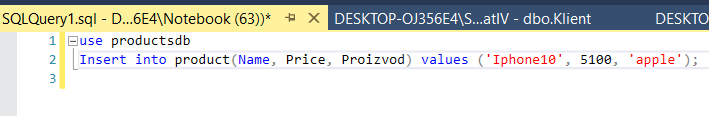 SQLQuery1.sql - D...6E4\Notebook (63))* DESKTOP-OJ356E4\S...atIV - dbo.Klient DESKTO
1 use productsdb
2 Insert into product(Name, Price, Proizvod) values ('Iphone10', 5100, 'apple');
3